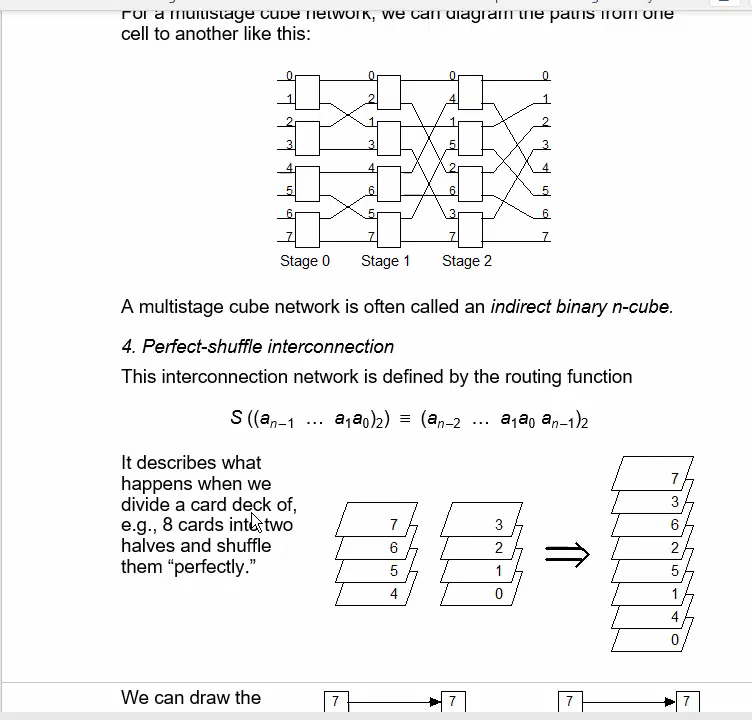 For a multistage cube network, we can diagram the paths from one
cell to another like this:
0 0 0 0
1 2 4 1
2 1 1 2
3 3 5 3
4 4 2 4
5 6 6 5
6 5 3 6
7 7 7 7
Stage 0 Stage 1 Stage 2
A multistage cube network is often called an indirect binary n-cube.
4. Perfect-shuffle interconnection
This interconnection network is defined by the routing function
S ((aₙ₋₁ … a₁a₀)₂) ≡ (aₙ₋₂ … a₁a₀ aₙ₋₁)₂
It describes what
happens when we
divide a card deck of,
e.g., 8 cards into two
halves and shuffle
them “perfectly.”
7
6
5
4
3
2
1
0
7
3
6
2
5
1
4
0
We can draw the
7 7 7 7